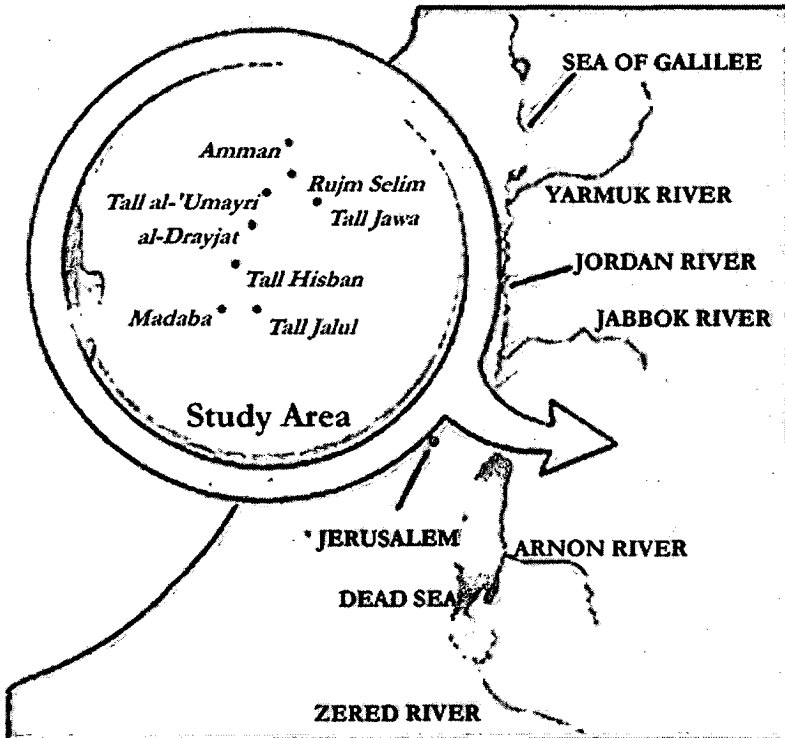 SEA OF GALILEE
Amman
Rujm Selim
Tall al-'Umayri
Tall Jawa
al-Drayjat
YARMUK RIVER
JORDAN RIVER
Tall Hisban
Madaba
Tall Jalul
JABBOK RIVER
Study Area
JERUSALEM
ARNON RIVER
DEAD SEA
ZERED RIVER